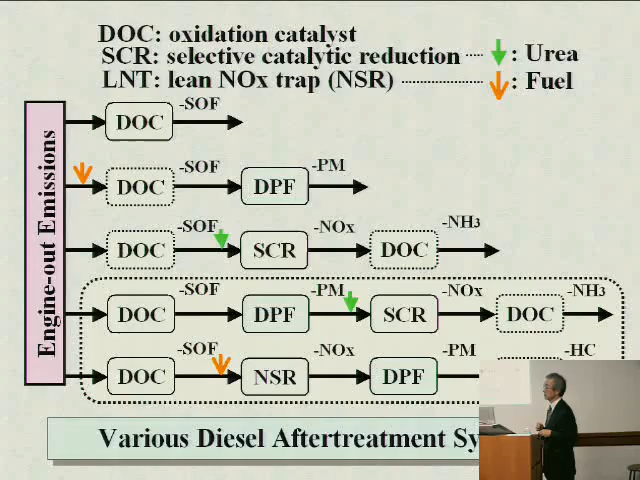 DOC: oxidation catalyst
SCR: selective catalytic reduction : Urea
LNT: lean NOx trap (NSR) : Fuel
Engine-out Emissions
DOC -SOF
DOC -SOF DPF -PM
DOC -SOF SCR -NOx DOC -NH3
DOC -SOF DPF -PM SCR -NOx DOC -NH3
DOC -SOF NSR -NOx DPF -PM -HC
Various Diesel Aftertreatment